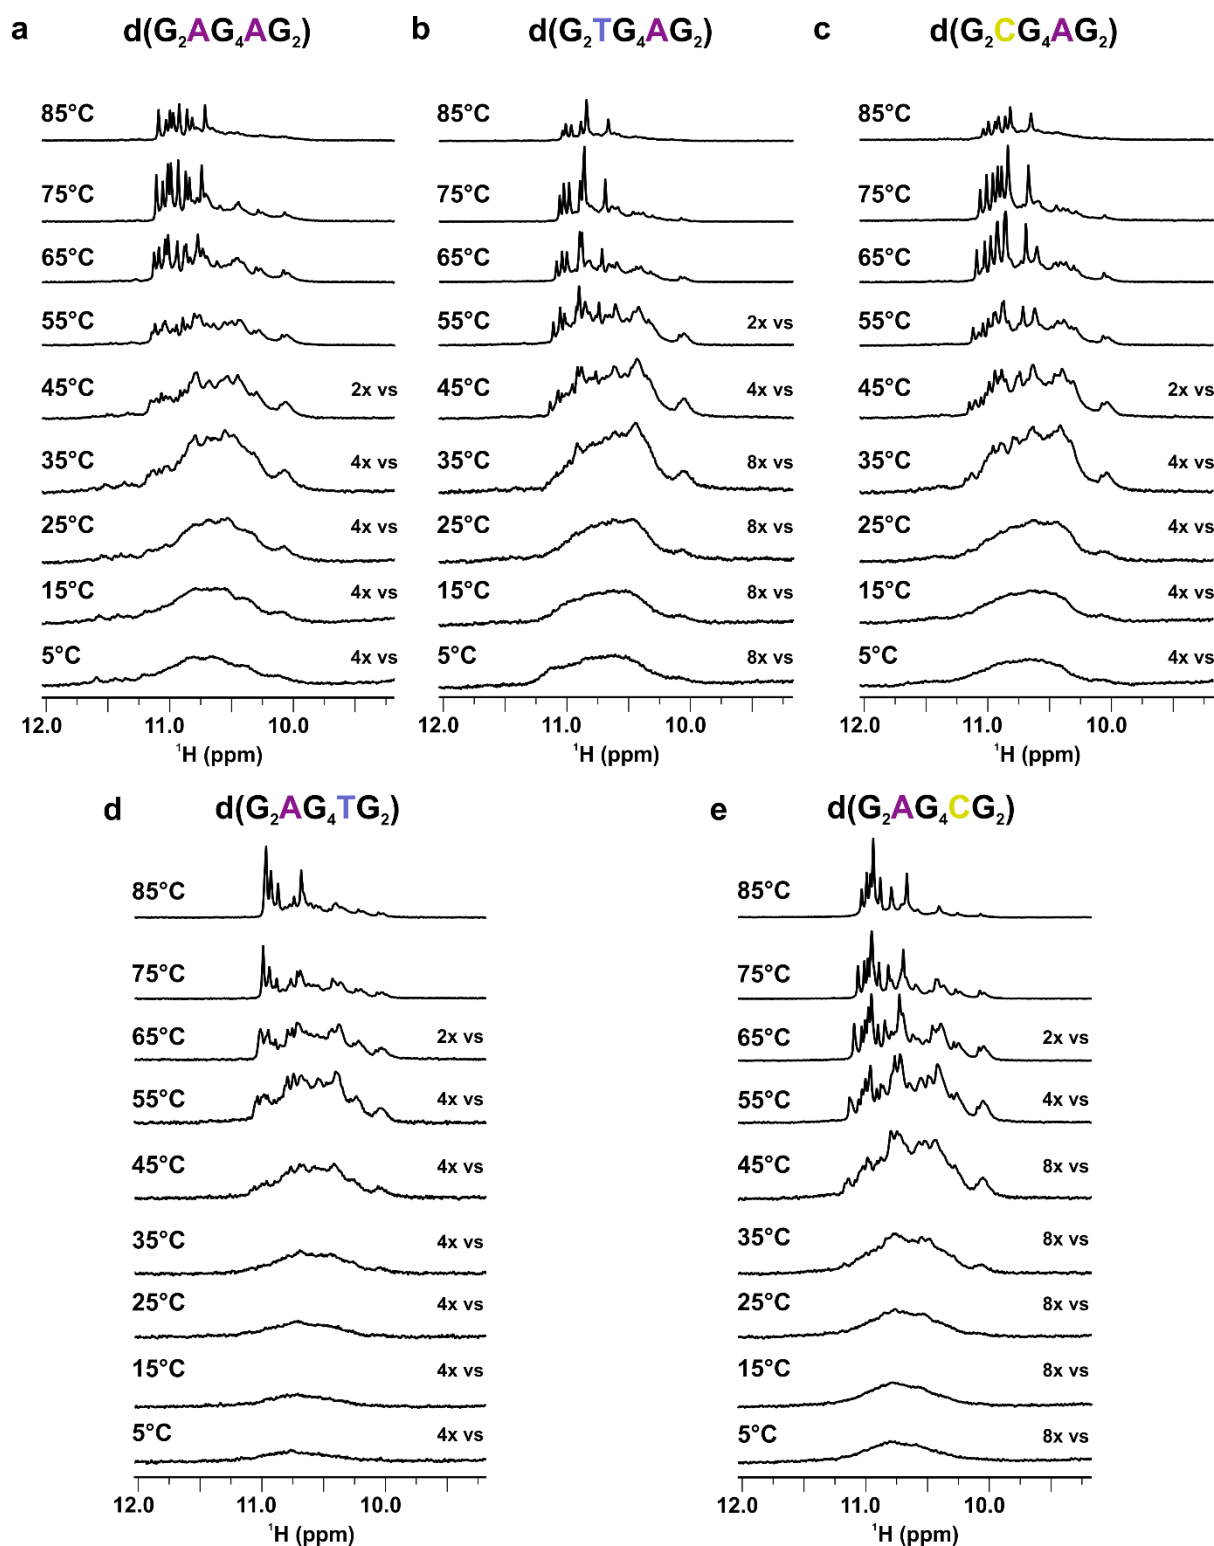 a d(G₂AG₄AG₂)
85°C
75°C
65°C
55°C
45°C 2x vs
35°C 4x vs
25°C 4x vs
15°C 4x vs
5°C 4x vs
12.0 11.0 10.0
¹H (ppm)
b d(G₂TG₄AG₂)
85°C
75°C
65°C
55°C 2x vs
45°C 4x vs
35°C 8x vs
25°C 8x vs
15°C 8x vs
5°C 8x vs
12.0 11.0 10.0
¹H (ppm)
c d(G₂CG₄AG₂)
85°C
75°C
65°C
55°C
45°C 2x vs
35°C 4x vs
25°C 4x vs
15°C 4x vs
5°C 4x vs
12.0 11.0 10.0
¹H (ppm)
d d(G₂AG₄TG₂)
85°C
75°C
65°C 2x vs
55°C 4x vs
45°C 4x vs
35°C 4x vs
25°C 4x vs
15°C 4x vs
5°C 4x vs
12.0 11.0 10.0
¹H (ppm)
e d(G₂AG₄CG₂)
85°C
75°C
65°C 2x vs
55°C 4x vs
45°C 8x vs
35°C 8x vs
25°C 8x vs
15°C 8x vs
5°C 8x vs
12.0 11.0 10.0
¹H (ppm)